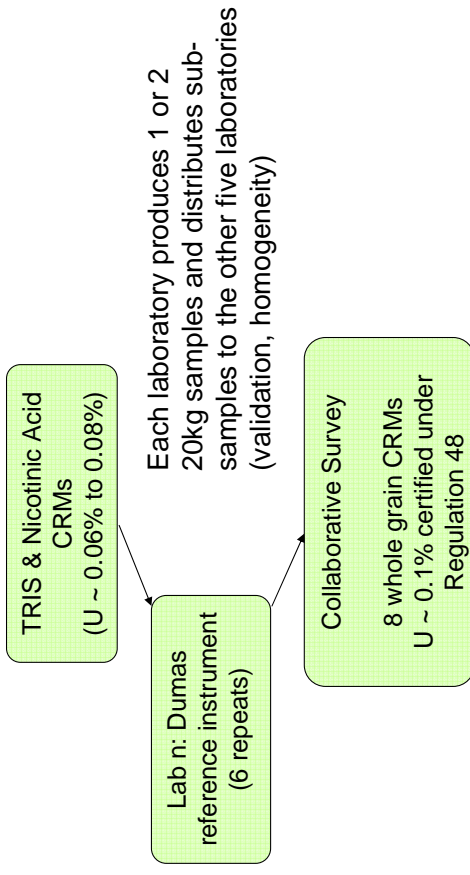 TRIS & Nicotinic Acid
CRMs
(U ~ 0.06% to 0.08%)
Lab n: Dumas
reference instrument
(6 repeats)
Each laboratory produces 1 or 2
20kg samples and distributes sub-
samples to the other five laboratories
(validation, homogeneity)
Collaborative Survey
8 whole grain CRMs
U ~ 0.1% certified under
Regulation 48